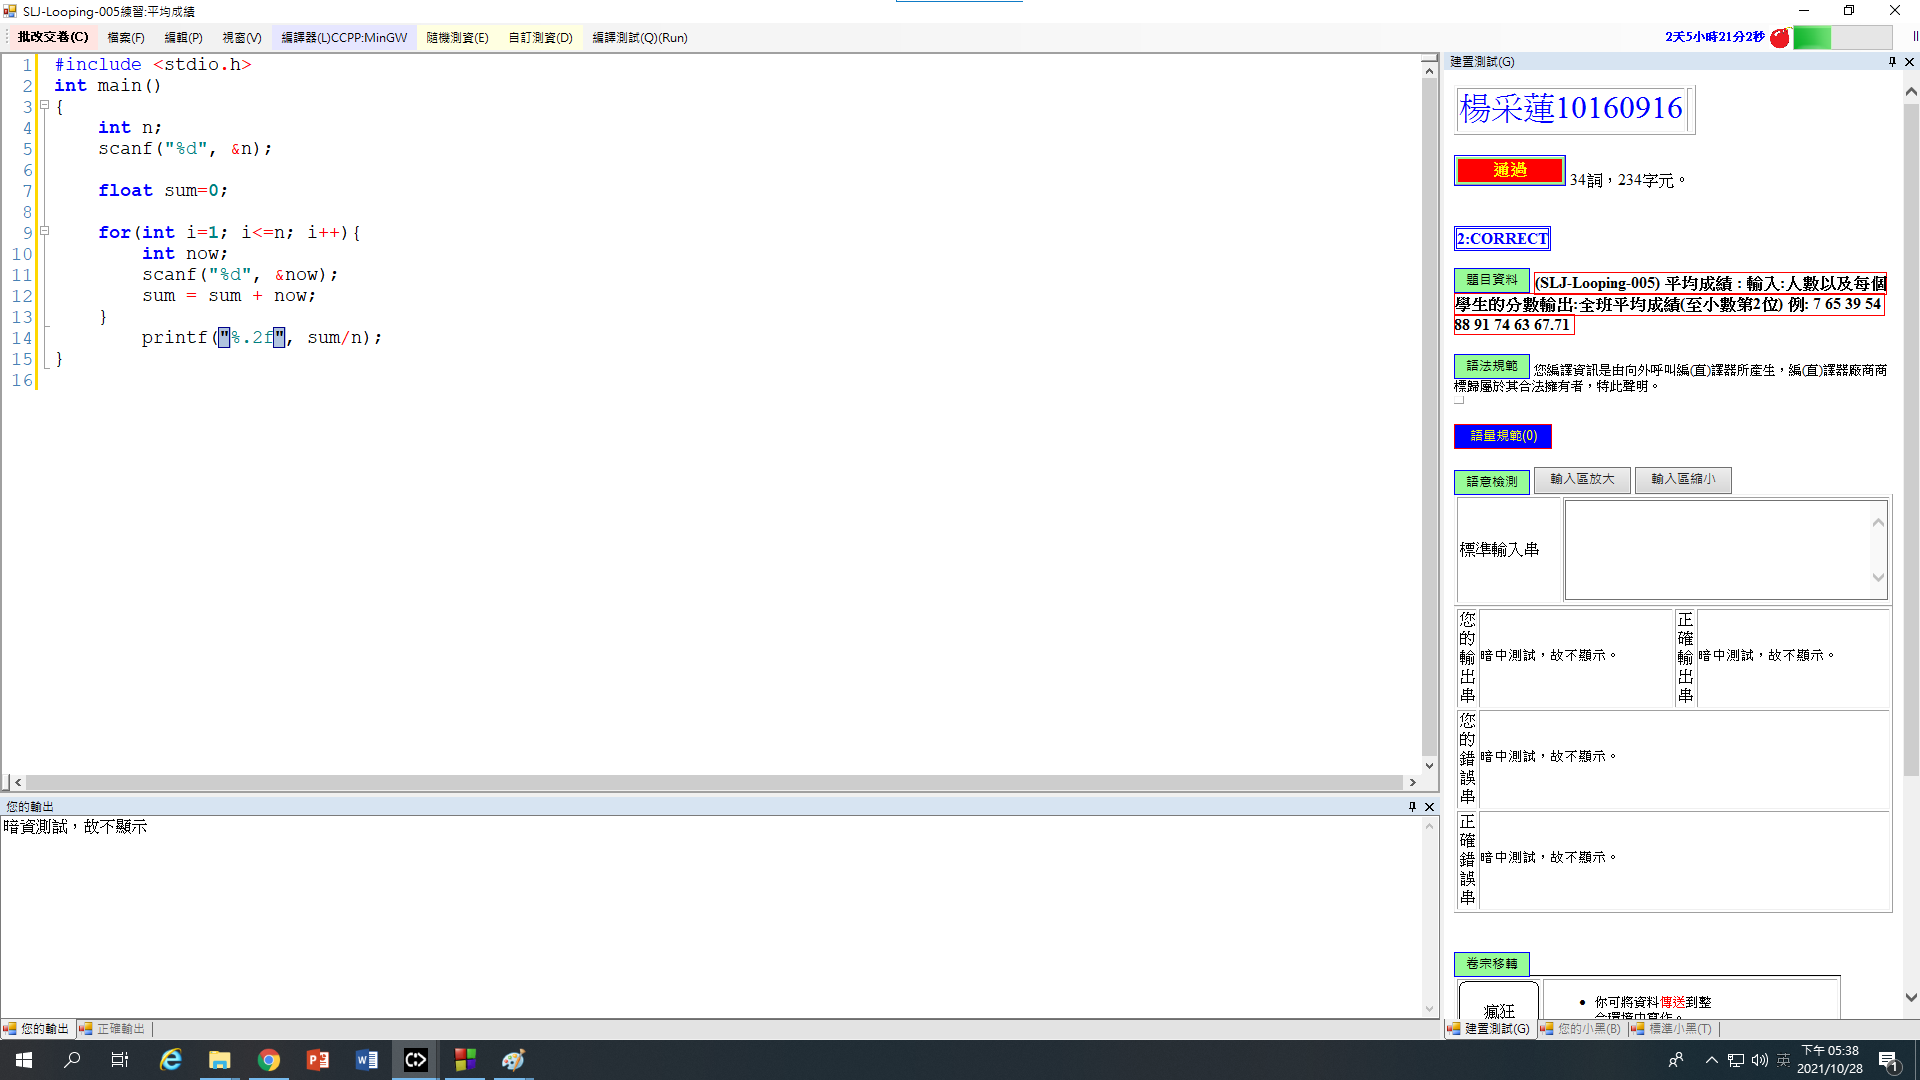 SLJ-Looping-005練習:平均成績
批改交卷(C) 檔案(F) 編輯(P) 視窗(V) 編譯器(L)CCPP:MinGW 隨機測資(E) 自訂測資(D) 編譯測試(Q)(Run)
2天5小時21分2秒
1 #include <stdio.h>
2 int main()
3 {
4 int n;
5 scanf("%d", &n);
6
7 float sum=0;
8
9 for(int i=1; i<=n; i++){
10 int now;
11 scanf("%d", &now);
12 sum = sum + now;
13 }
14 printf("%.2f", sum/n);
15 }
16
您的輸出
暗資測試，故不顯示
您的輸出 正確輸出
建置測試(G)
楊采蓮10160916
通過 34詞，234字元。
2:CORRECT
題目資料 (SLJ-Looping-005) 平均成績 : 輸入:人數以及每個
學生的分數輸出:全班平均成績(至小數第2位) 例: 7 65 39 54
88 91 74 63 67.71
語法規範 您編譯資訊是由向外呼叫編(直)譯器所產生，編(直)譯器廠商商
標歸屬於其合法擁有者，特此聲明。
語量規範(0)
語意檢測 輸入區放大 輸入區縮小
標準輸入串
您的輸出串 暗中測試，故不顯示。 正確輸出串 暗中測試，故不顯示。
您的錯誤串 暗中測試，故不顯示。
正確錯誤串 暗中測試，故不顯示。
卷宗移轉
瘋狂
你可將資料傳送到整
合環境中寫作。
建置測試(G) 您的小黑(B) 標準小黑(T)
英
下午 05:38
2021/10/28
1